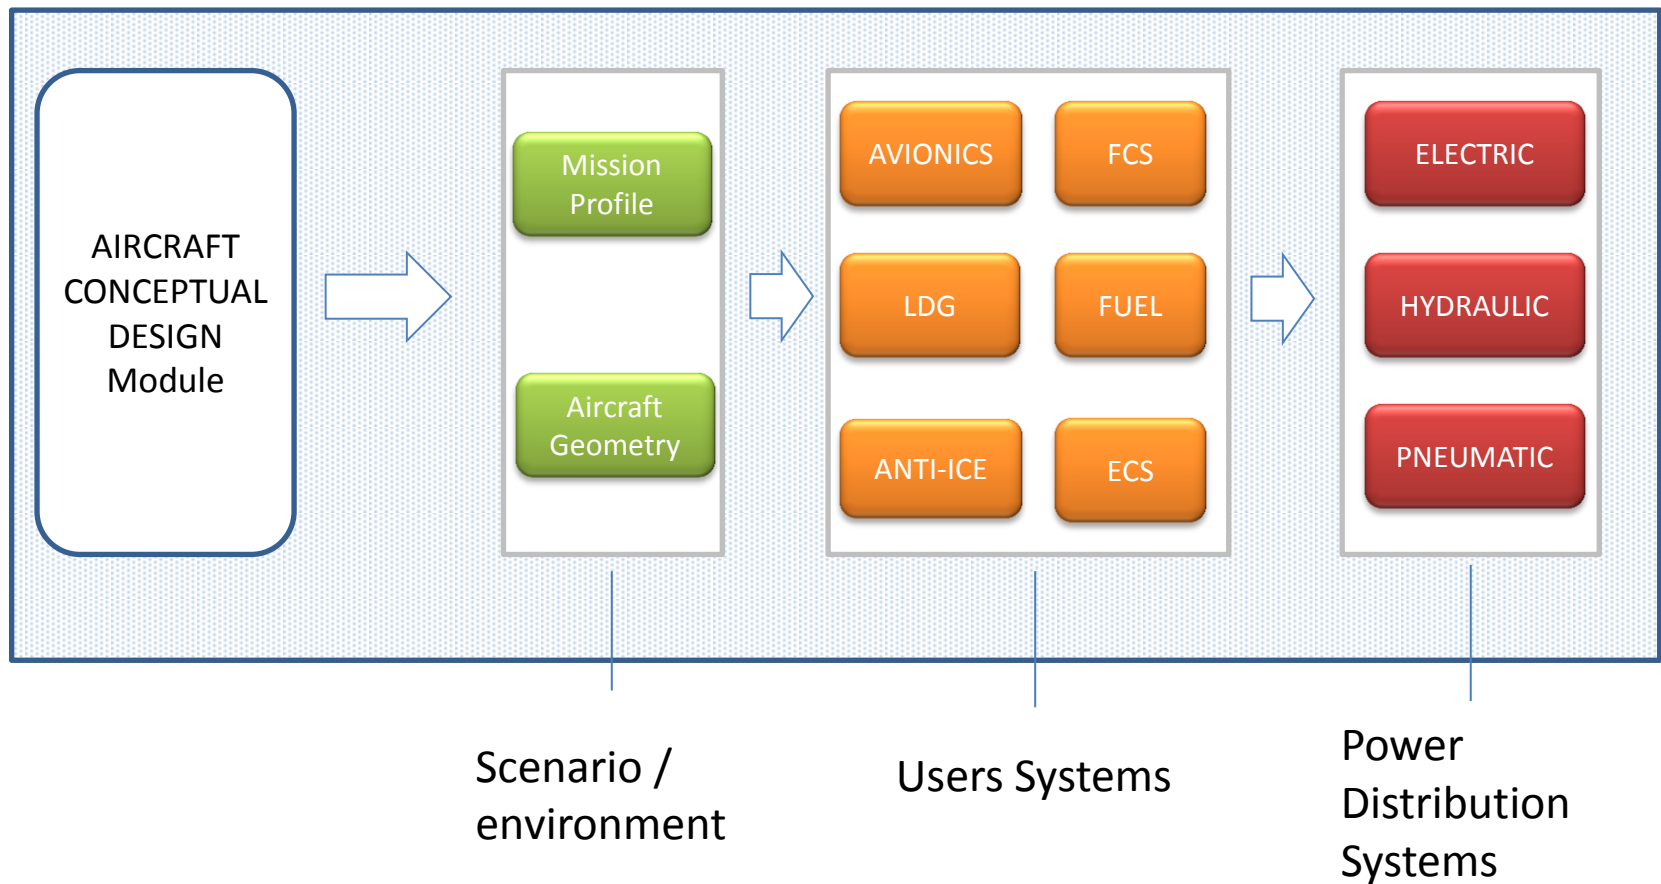 AIRCRAFT
CONCEPTUAL
DESIGN
Module
Mission
Profile
Aircraft
Geometry
AVIONICS
FCS
LDG
FUEL
ANTI-ICE
ECS
ELECTRIC
HYDRAULIC
PNEUMATIC
Scenario /
environment
Users Systems
Power
Distribution
Systems